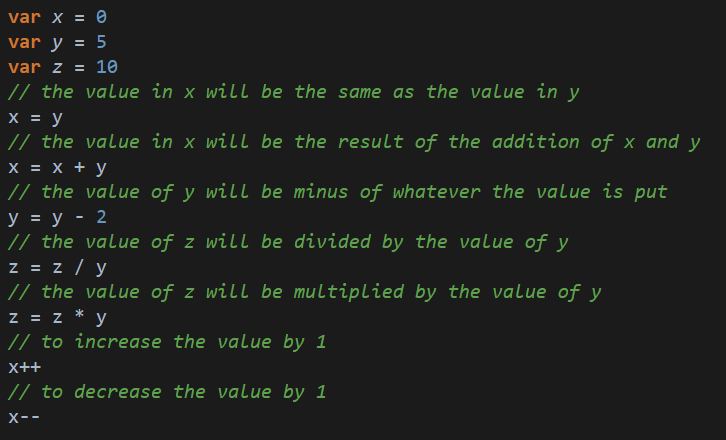 var x = 0
var y = 5
var z = 10
// the value in x will be the same as the value in y
x = y
// the value in x will be the result of the addition of x and y
x = x + y
// the value of y will be minus of whatever the value is put
y = y - 2
// the value of z will be divided by the value of y
z = z / y
// the value of z will be multiplied by the value of y
z = z * y
// to increase the value by 1
x++
// to decrease the value by 1
x--